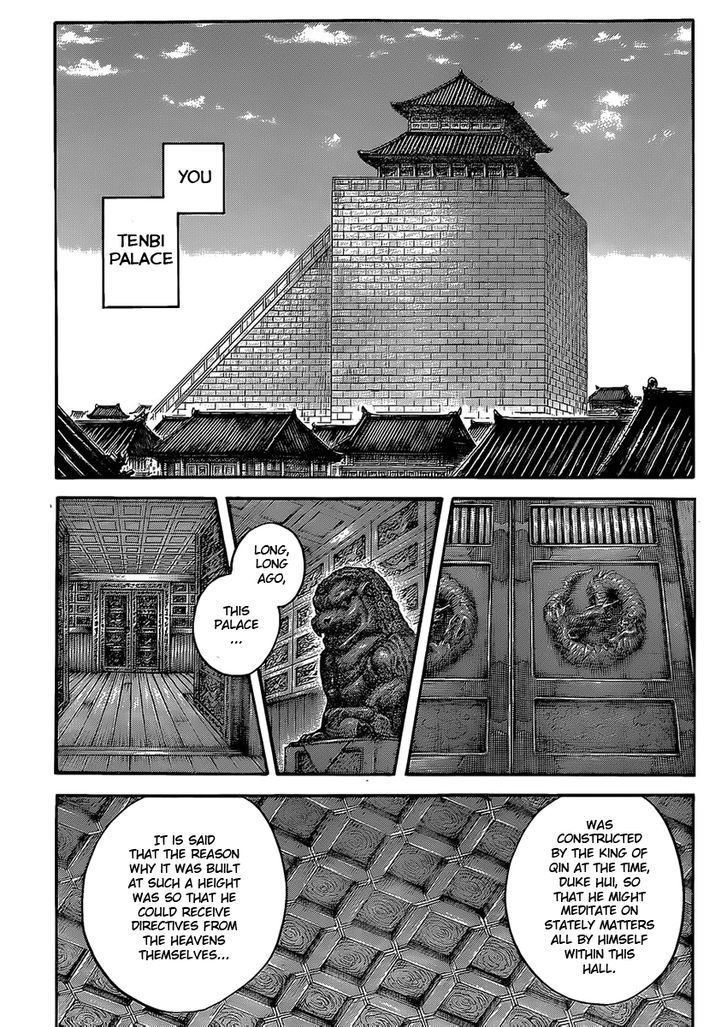 YOU
TENBI
PALACE
LONG,
LONG
AGO,
THIS
PALACE
...
WAS
CONSTRUCTED
BY THE KING OF
QIN AT THE TIME,
DUKE HUI, SO
THAT HE MIGHT
MEDITATE ON
STATELY MATTERS
ALL BY HIMSELF
WITHIN THIS
HALL.
IT IS SAID
THAT THE REASON
WHY IT WAS BUILT
AT SUCH A HEIGHT
WAS SO THAT HE
COULD RECEIVE
DIRECTIVES FROM
THE HEAVENS
THEMSELVES...